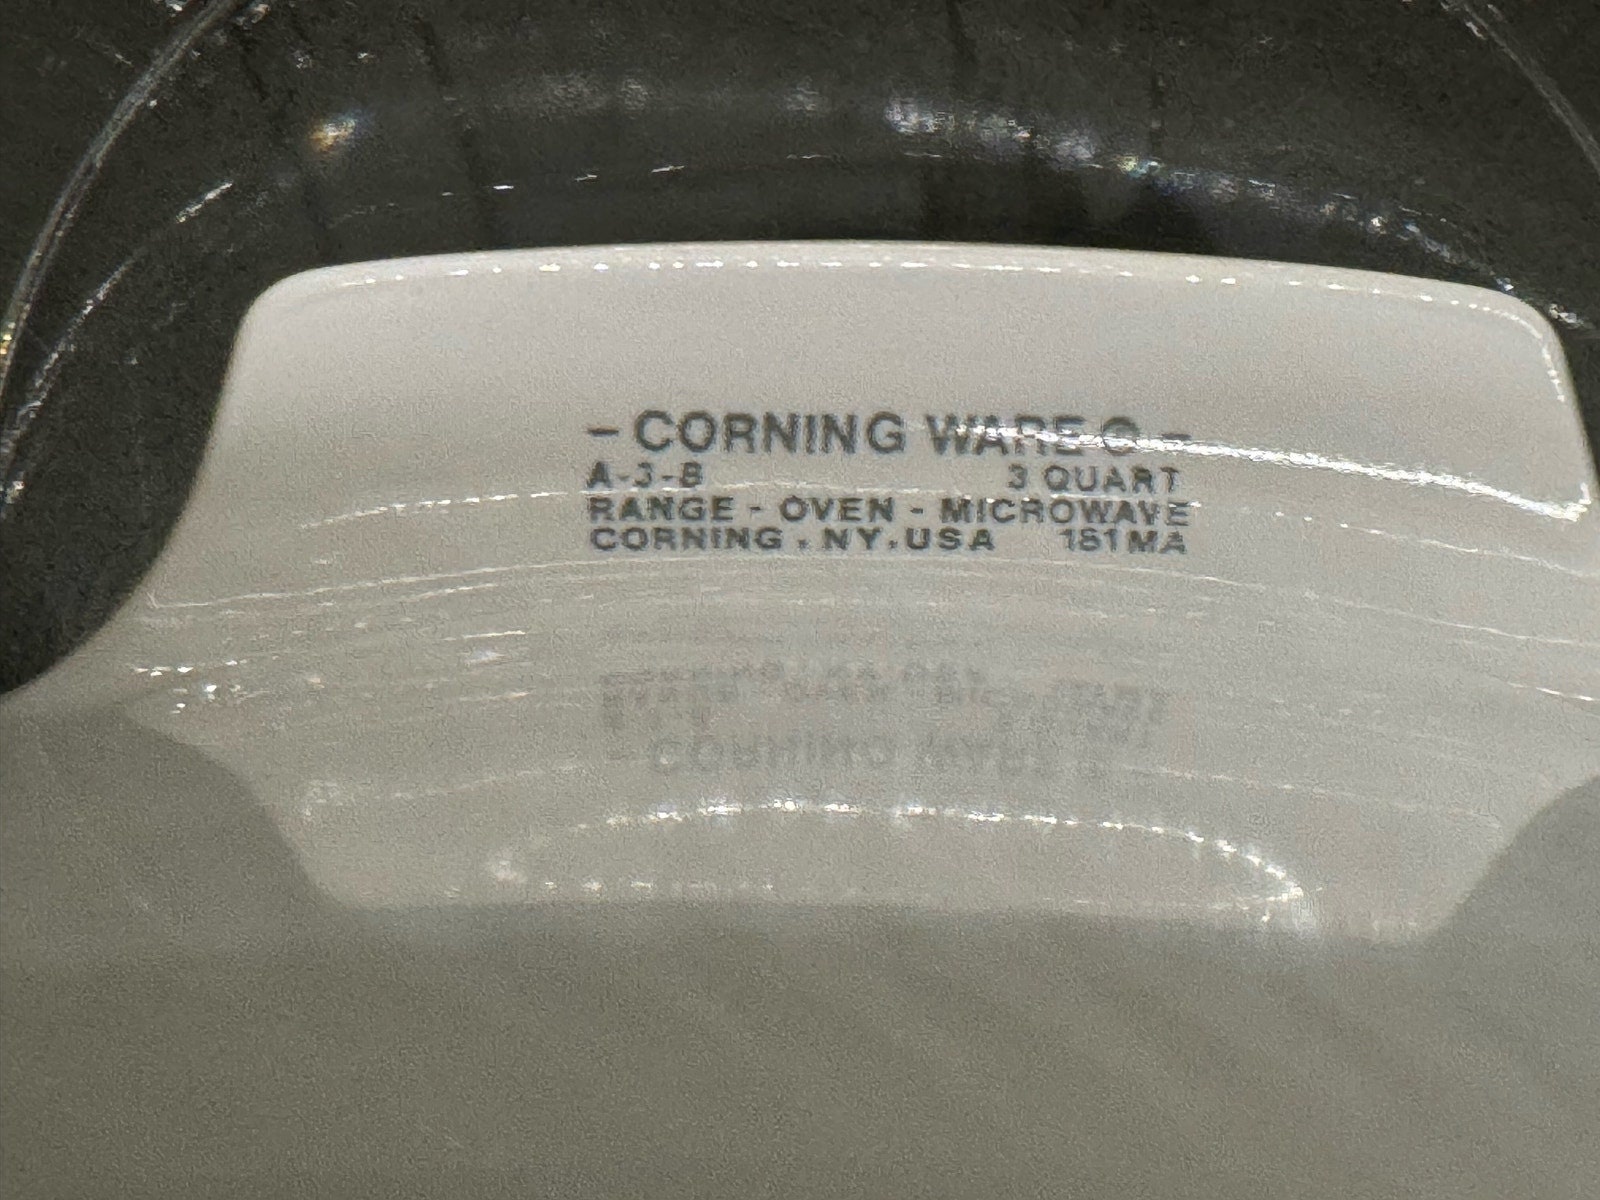 - CORNING WARE ® -
A-3-B 3 QUART
RANGE - OVEN - MICROWAVE
CORNING . NY. USA 181MA